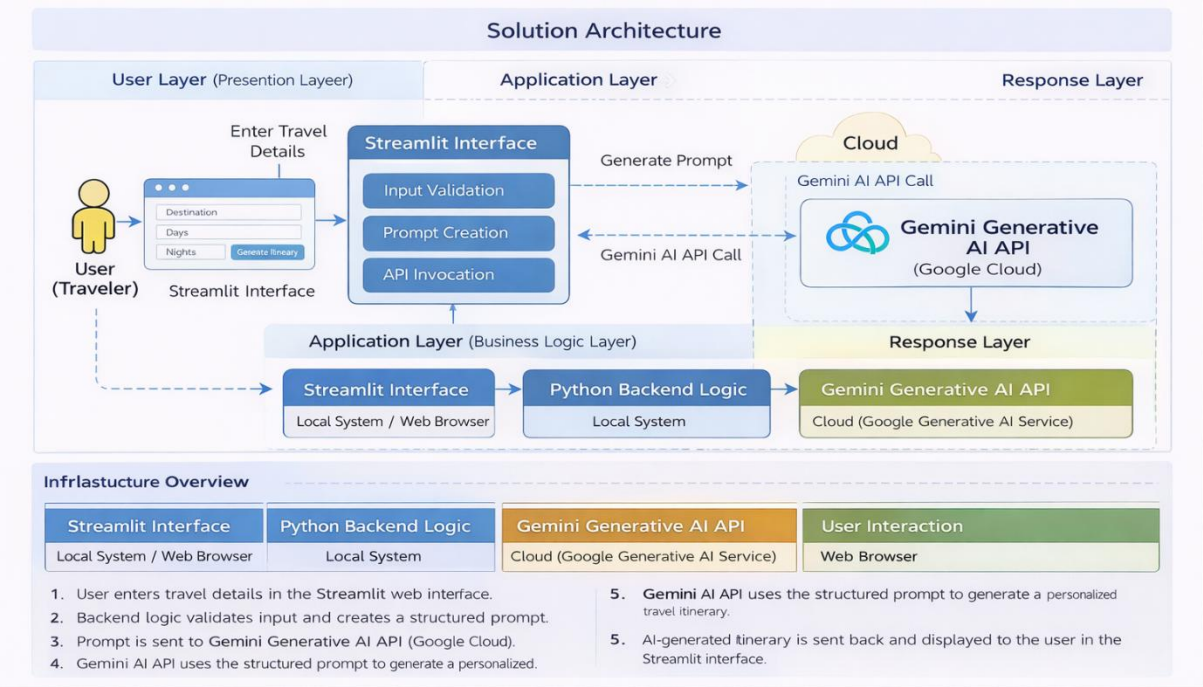 Solution Architecture
User Layer (Presention Layeer)
Application Layer
Response Layer
Enter Travel
Details
Streamlit Interface
Input Validation
Prompt Creation
API Invocation
Generate Prompt
Gemini AI API Call
Cloud
Gemini AI API Call
Gemini Generative
AI API
(Google Cloud)
Destination
Days
Nights
User
(Traveler)
Streamlit Interface
Application Layer (Business Logic Layer)
Response Layer
Streamlit Interface
Local System / Web Browser
Python Backend Logic
Local System
Gemini Generative AI API
Cloud (Google Generative AI Service)
Infrlastucture Overview
Streamlit Interface
Local System / Web Browser
Python Backend Logic
Local System
Gemini Generative AI API
Cloud (Google Generative AI Service)
User Interaction
Web Browser
1. User enters travel details in the Streamlit web interface.
2. Backend logic validates input and creates a structured prompt.
3. Prompt is sent to Gemini Generative AI API (Google Cloud).
4. Gemini AI API uses the structured prompt to generate a personalized.
5. Gemini AI API uses the structured prompt to generate a personalized
travel itinerary.
5. AI-generated itinerary is sent back and displayed to the user in the
Streamlit interface.